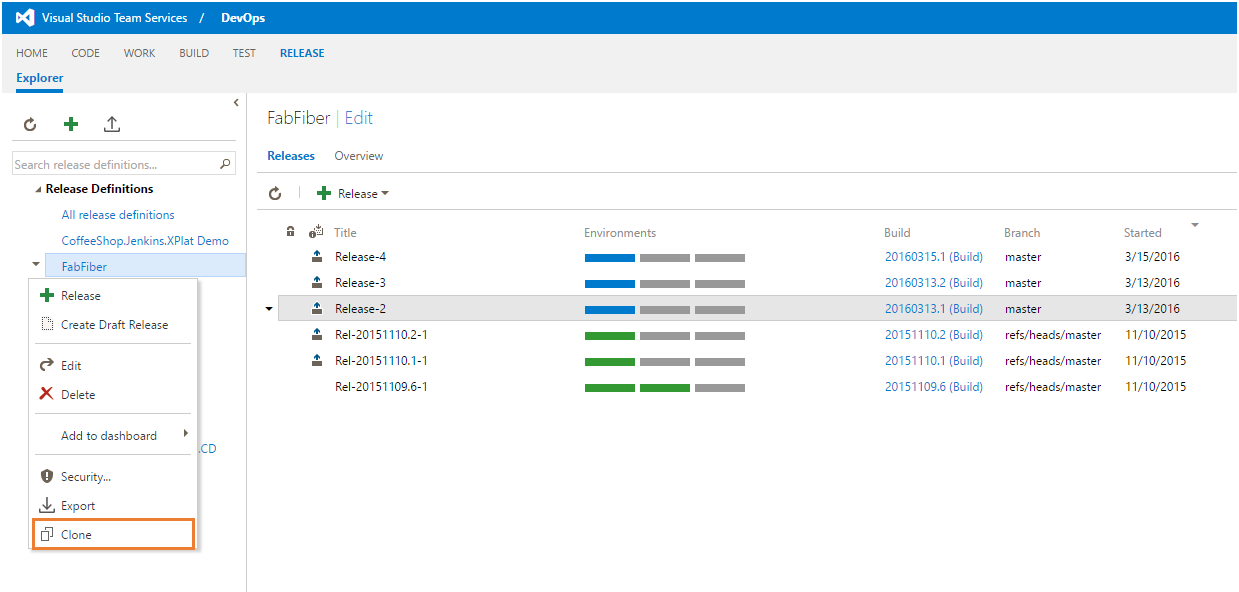 Visual Studio Team Services / DevOps
HOME CODE WORK BUILD TEST RELEASE
Explorer
Search release definitions...
Release Definitions
All release definitions
CoffeeShop.Jenkins.XPlat Demo
FabFiber
Release
Create Draft Release
Edit
Delete
Add to dashboard
.CD
Security...
Export
Clone
FabFiber | Edit
Releases Overview
Release
Title Environments Build Branch Started
Release-4 20160315.1 (Build) master 3/15/2016
Release-3 20160313.2 (Build) master 3/13/2016
Release-2 20160313.1 (Build) master 3/13/2016
Rel-20151110.2-1 20151110.2 (Build) refs/heads/master 11/10/2015
Rel-20151110.1-1 20151110.1 (Build) refs/heads/master 11/10/2015
Rel-20151109.6-1 20151109.6 (Build) refs/heads/master 11/10/2015